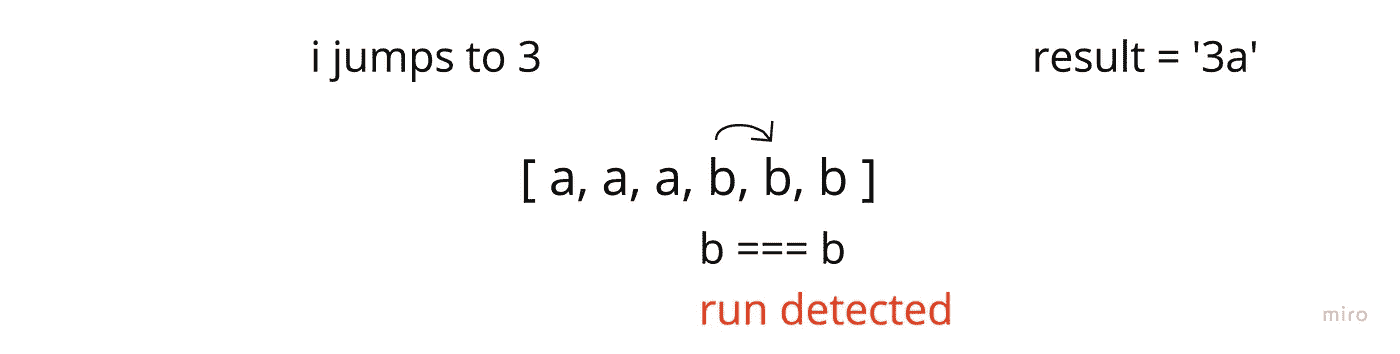 i jumps to 3
result = '3a'
[ a, a, a, b, b, b ]
b === b
run detected
miro